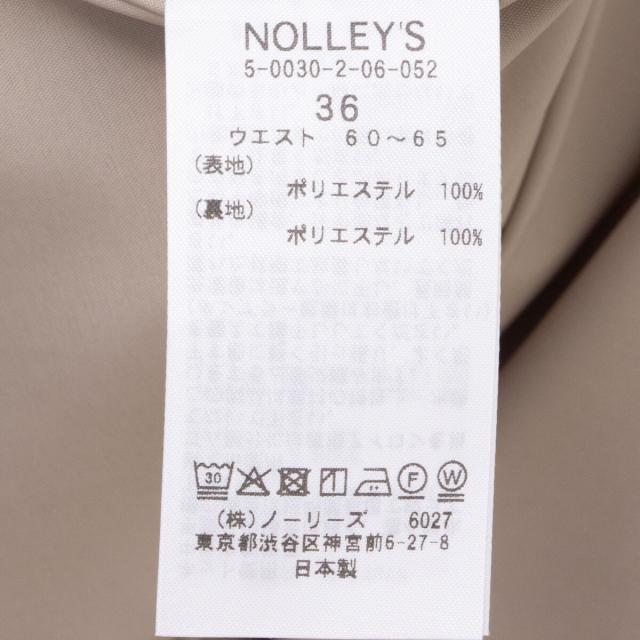 NOLLEY'S
5-0030-2-06-052
36
ウエスト 60～65
(表地)
ポリエステル 100%
(裏地)
ポリエステル 100%
30
F W
(株)ノーリーズ 6027
東京都渋谷区神宮前6-27-8
日本製